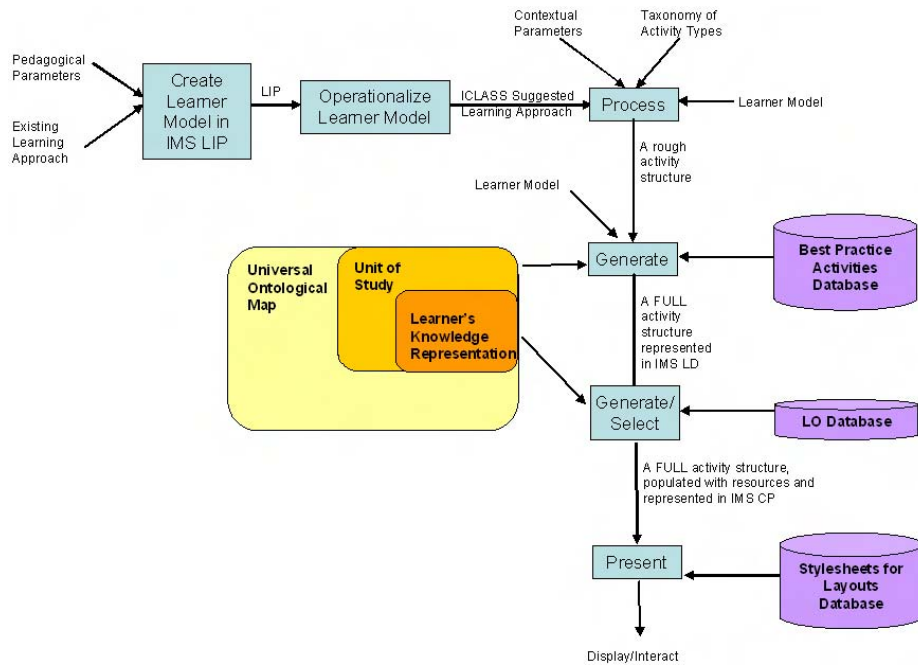 Contextual
Parameters
Taxonomy of
Activity Types
Pedagogical
Parameters
Existing
Learning
Approach
Create
Learner
Model in
IMS LIP
LIP
Operationalize
Learner Model
ICLASS Suggested
Learning Approach
Process
Learner Model
A rough
activity
structure
Learner Model
Generate
Best Practice
Activities
Database
Universal
Ontological
Map
Unit of
Study
Learner's
Knowledge
Representation
A FULL
activity
structure
represented
in IMS LD
Generate/
Select
LO Database
A FULL activity structure,
populated with resources and
represented in IMS CP
Present
Stylesheets for
Layouts
Database
Display/Interact